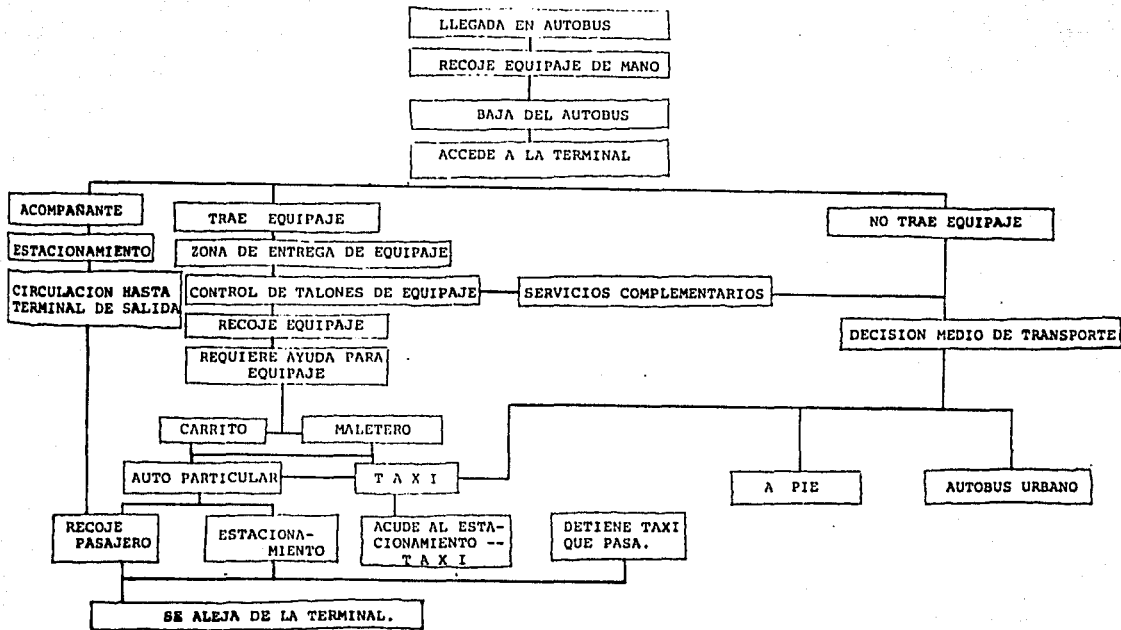 LLEGADA EN AUTOBUS
RECOJE EQUIPAJE DE MANO
BAJA DEL AUTOBUS
ACCEDE A LA TERMINAL
ACOMPAÑANTE
TRAE EQUIPAJE
NO TRAE EQUIPAJE
ESTACIONAMIENTO
ZONA DE ENTREGA DE EQUIPAJE
CIRCULACION HASTA
TERMINAL DE SALIDA
CONTROL DE TALONES DE EQUIPAJE
SERVICIOS COMPLEMENTARIOS
RECOJE EQUIPAJE
DECISION MEDIO DE TRANSPORTE
REQUIERE AYUDA PARA
EQUIPAJE
CARRITO
MALETERO
AUTO PARTICULAR
T A X I
A PIE
AUTOBUS URBANO
RECOJE
PASAJERO
ESTACIONA-
MIENTO
ACUDE AL ESTA-
CIONAMIENTO --
T A X I
DETIENE TAXI
QUE PASA.
SE ALEJA DE LA TERMINAL.